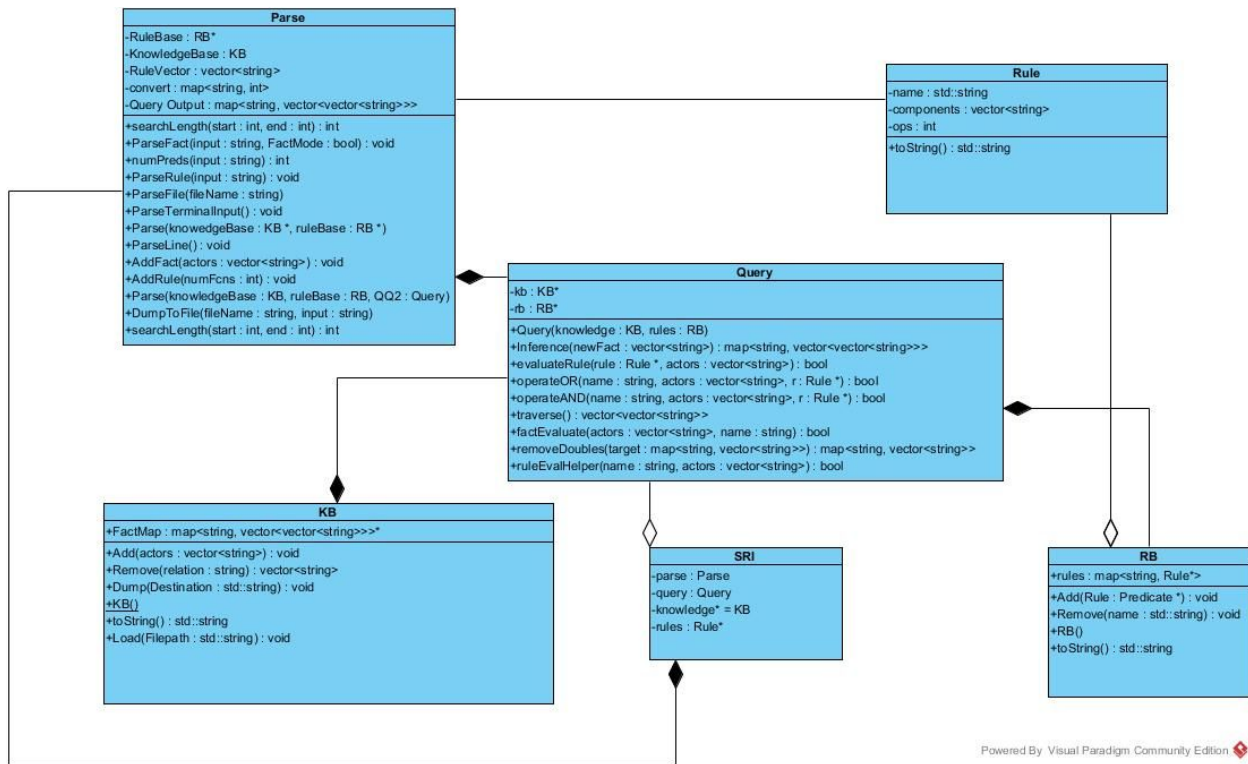 Parse
-RuleBase : RB*
-KnowledgeBase : KB
-RuleVector : vector<string>
-convert : map<string, int>
-Query Output : map<string, vector<vector<string>>>
+searchLength(start : int, end : int) : int
+ParseFact(input : string, FactMode : bool) : void
+numPreds(input : string) : int
+ParseRule(input : string) : void
+ParseFile(fileName : string)
+ParseTerminalInput() : void
+Parse(knowedgeBase : KB *, ruleBase : RB *)
+ParseLine() : void
+AddFact(actors : vector<string>) : void
+AddRule(numFcns : int) : void
+Parse(knowledgeBase : KB, ruleBase : RB, QQ2 : Query)
+DumpToFile(fileName : string, input : string)
+searchLength(start : int, end : int) : int
Rule
-name : std::string
-components : vector<string>
-ops : int
+toString() : std::string
Query
-kb : KB*
-rb : RB*
+Query(knowledge : KB, rules : RB)
+Inference(newFact : vector<string>) : map<string, vector<vector<string>>>
+evaluateRule(rule : Rule *, actors : vector<string>) : bool
+operateOR(name : string, actors : vector<string>, r : Rule *) : bool
+operateAND(name : string, actors : vector<string>, r : Rule *) : bool
+traverse() : vector<vector<string>>
+factEvaluate(actors : vector<string>, name : string) : bool
+removeDoubles(target : map<string, vector<string>>) : map<string, vector<string>>
+ruleEvalHelper(name : string, actors : vector<string>) : bool
KB
+FactMap : map<string, vector<vector<string>>>*
+Add(actors : vector<string>) : void
+Remove(relation : string) : vector<string>
+Dump(Destination : std::string) : void
+KB()
+toString() : std::string
+Load(Filepath : std::string) : void
SRI
-parse : Parse
-query : Query
-knowledge* = KB
-rules : Rule*
RB
+rules : map<string, Rule*>
+Add(Rule : Predicate *) : void
+Remove(name : std::string) : void
+RB()
+toString() : std::string
Powered By Visual Paradigm Community Edition